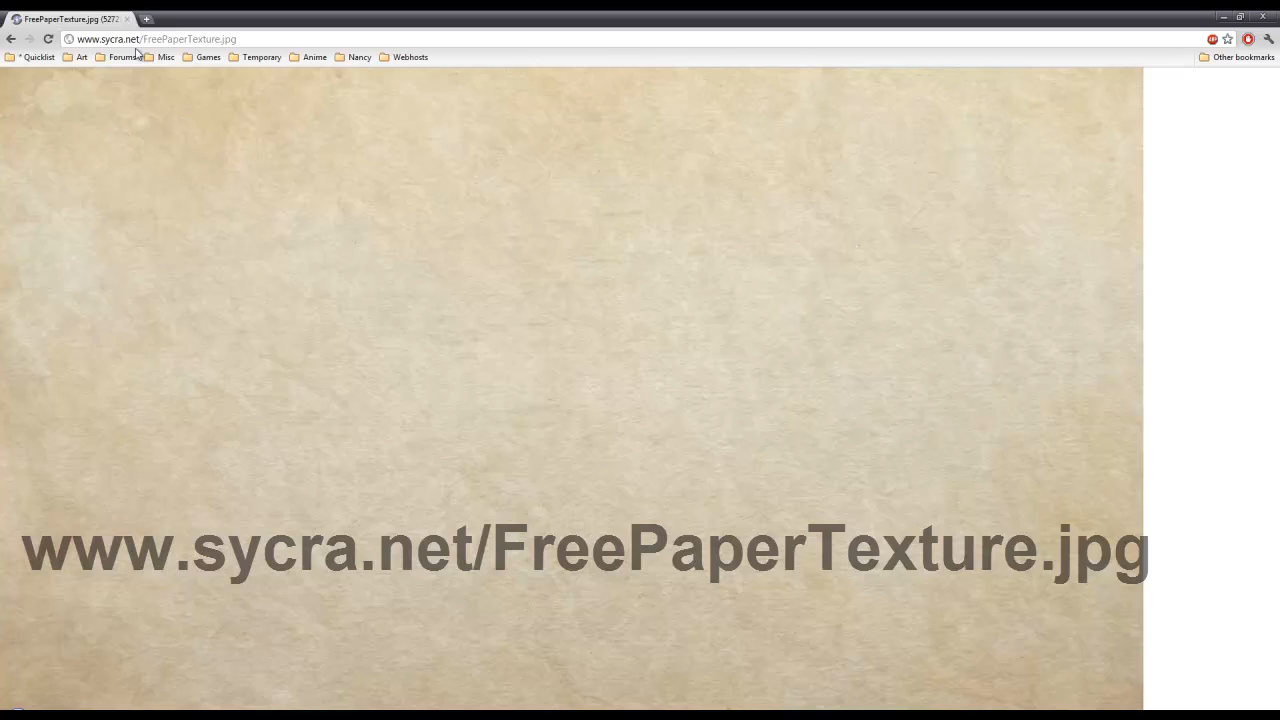 FreePaperTexture.jpg (5272
www.sycra.net/FreePaperTexture.jpg
* Quicklist Art Forums Misc Games Temporary Anime Nancy Webhosts Other bookmarks
www.sycra.net/FreePaperTexture.jpg